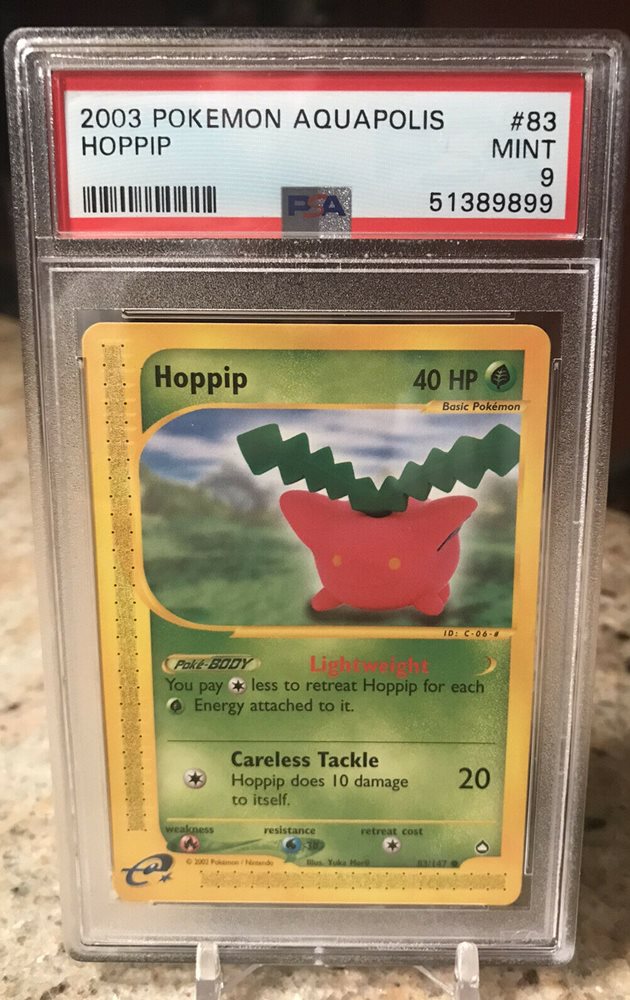 2003 POKEMON AQUAPOLIS #83
HOPPIP MINT
9
PSA 51389899
Hoppip 40 HP
Basic Pokémon
ID: C-06-#
Poké-BODY Lightweight
You pay less to retreat Hoppip for each
Energy attached to it.
Careless Tackle
Hoppip does 10 damage 20
to itself.
weakness resistance retreat cost
-30
© 2002 Pokémon / Nintendo Illus. Yuka Morii 83/147
e